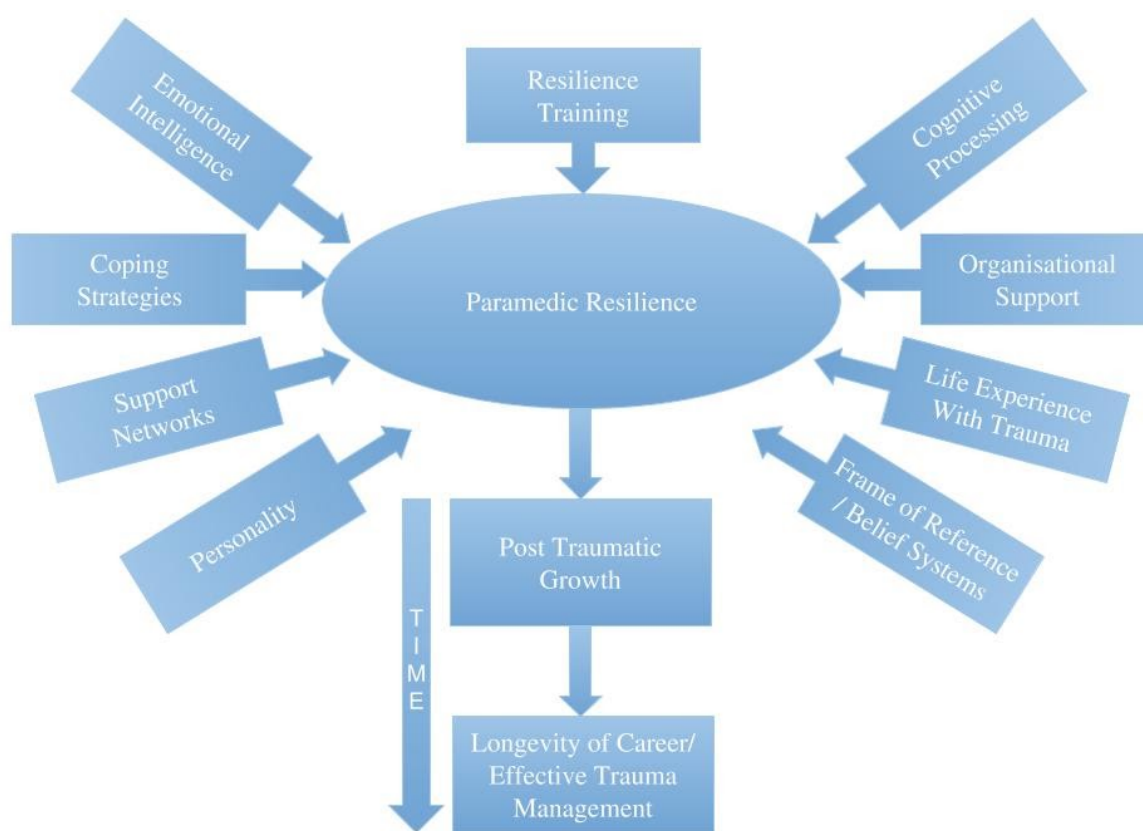 Emotional
Intelligence
Resilience
Training
Cognitive
Processing
Coping
Strategies
Paramedic Resilience
Organisational
Support
Support
Networks
Life Experience
With Trauma
Personality
Frame of Reference
/ Belief Systems
TIME
Post Traumatic
Growth
Longevity of Career/
Effective Trauma
Management